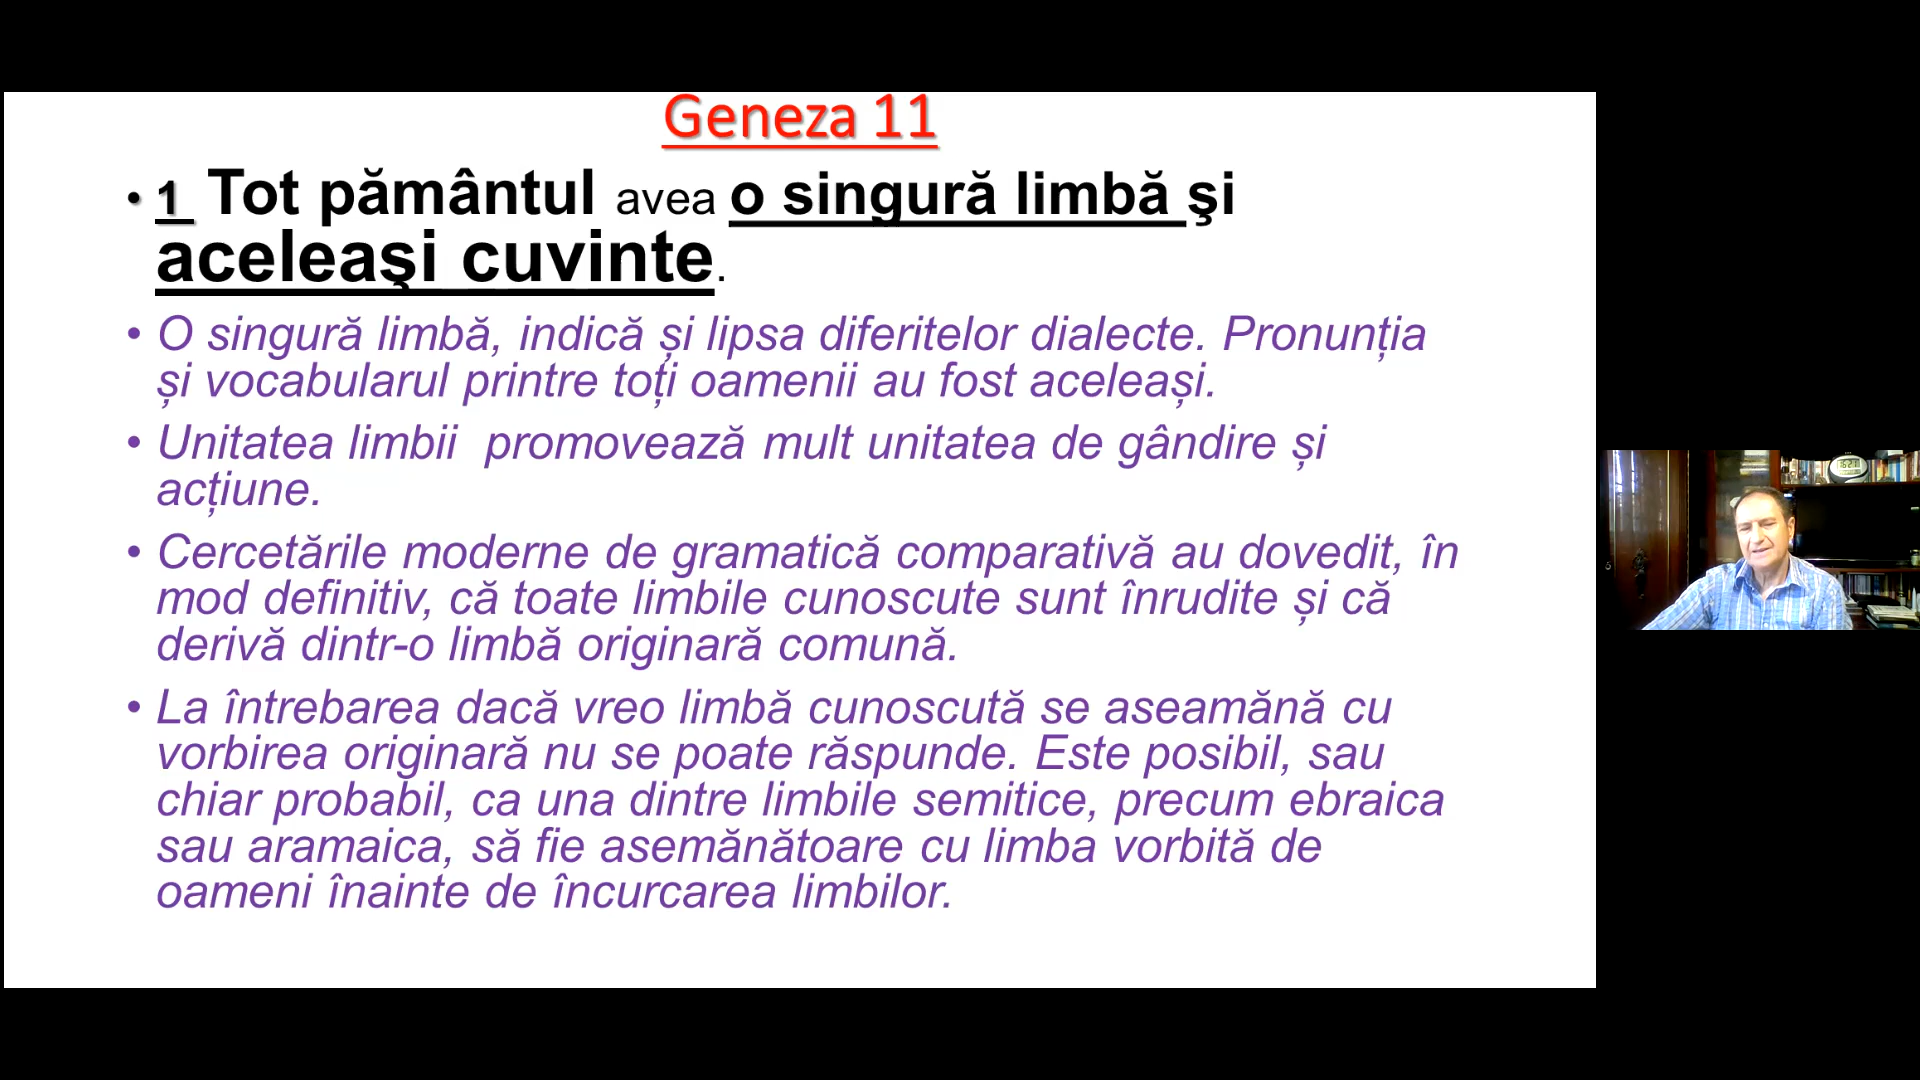 Geneza 11
• 1 Tot pământul avea o singură limbă şi
aceleaşi cuvinte.
• O singură limbă, indică și lipsa diferitelor dialecte. Pronunția
și vocabularul printre toți oamenii au fost aceleași.
• Unitatea limbii promovează mult unitatea de gândire și
acțiune.
• Cercetările moderne de gramatică comparativă au dovedit, în
mod definitiv, că toate limbile cunoscute sunt înrudite și că
derivă dintr-o limbă originară comună.
• La întrebarea dacă vreo limbă cunoscută se aseamănă cu
vorbirea originară nu se poate răspunde. Este posibil, sau
chiar probabil, ca una dintre limbile semitice, precum ebraica
sau aramaica, să fie asemănătoare cu limba vorbită de
oameni înainte de încurcarea limbilor.